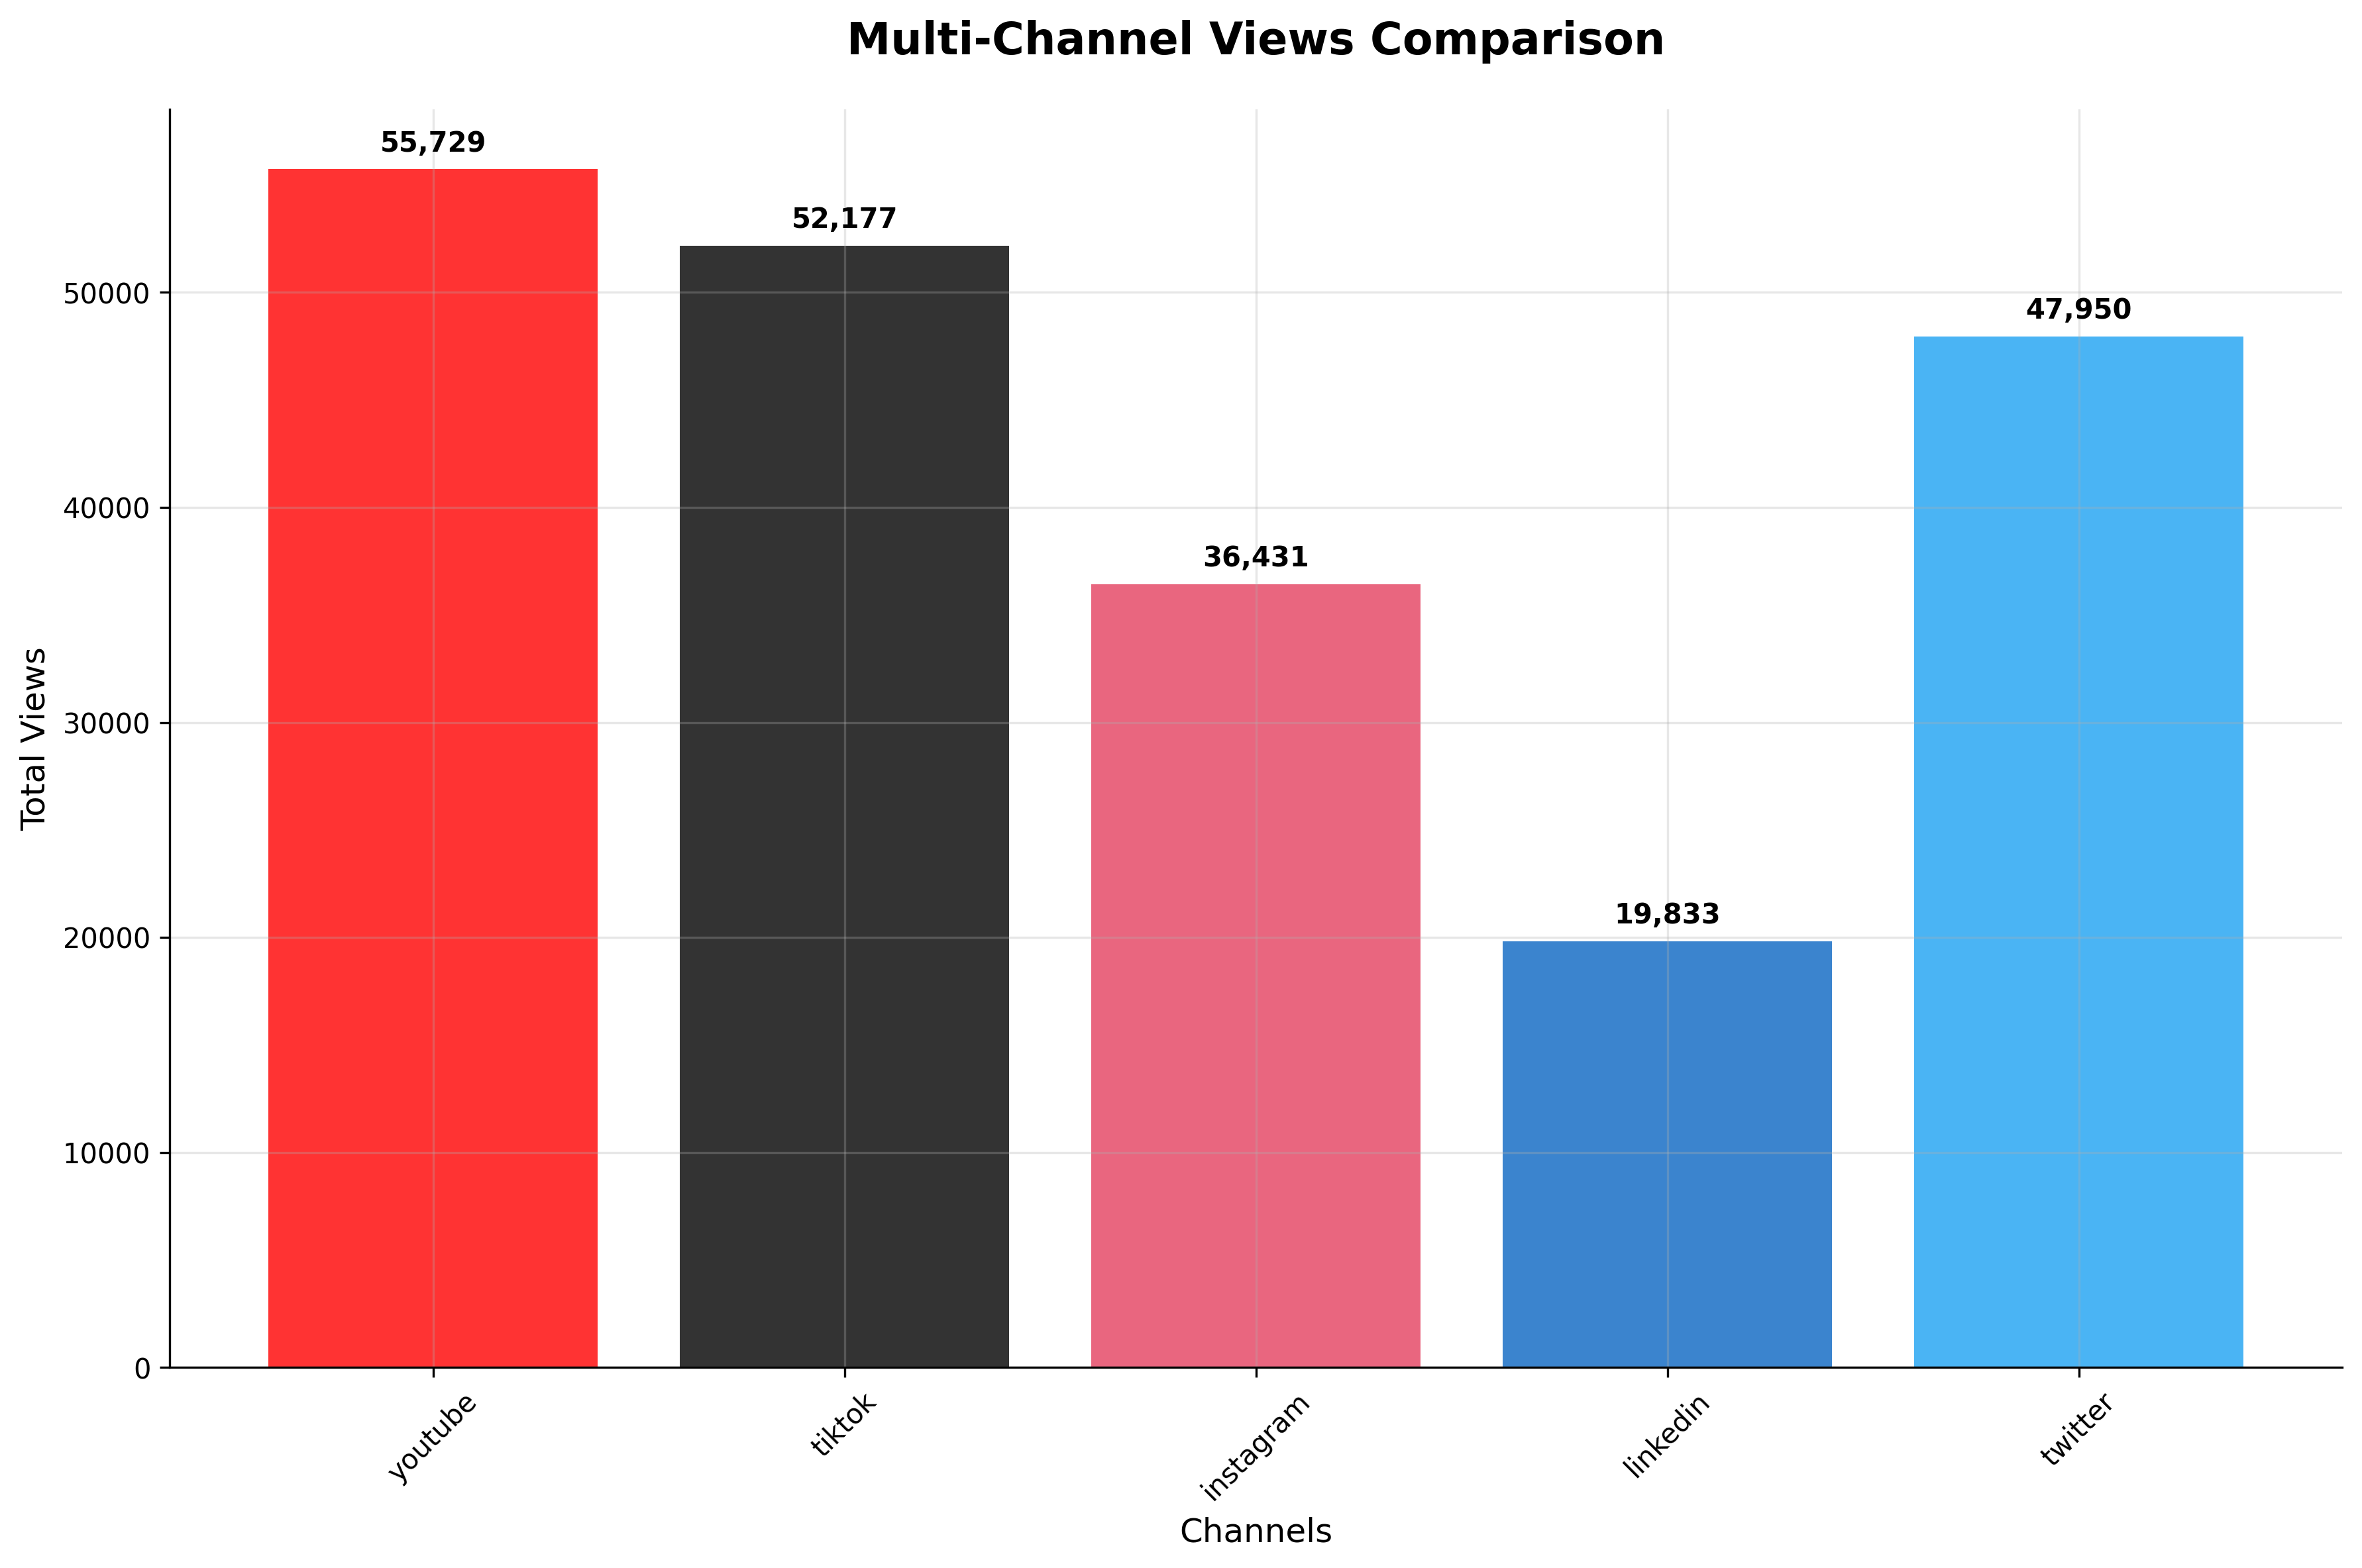 Multi-Channel Views Comparison
55,729
52,177
50000
47,950
40000
36,431
30000
Total Views
20000
19,833
10000
0
youtube
tiktok
instagram
linkedin
twitter
Channels